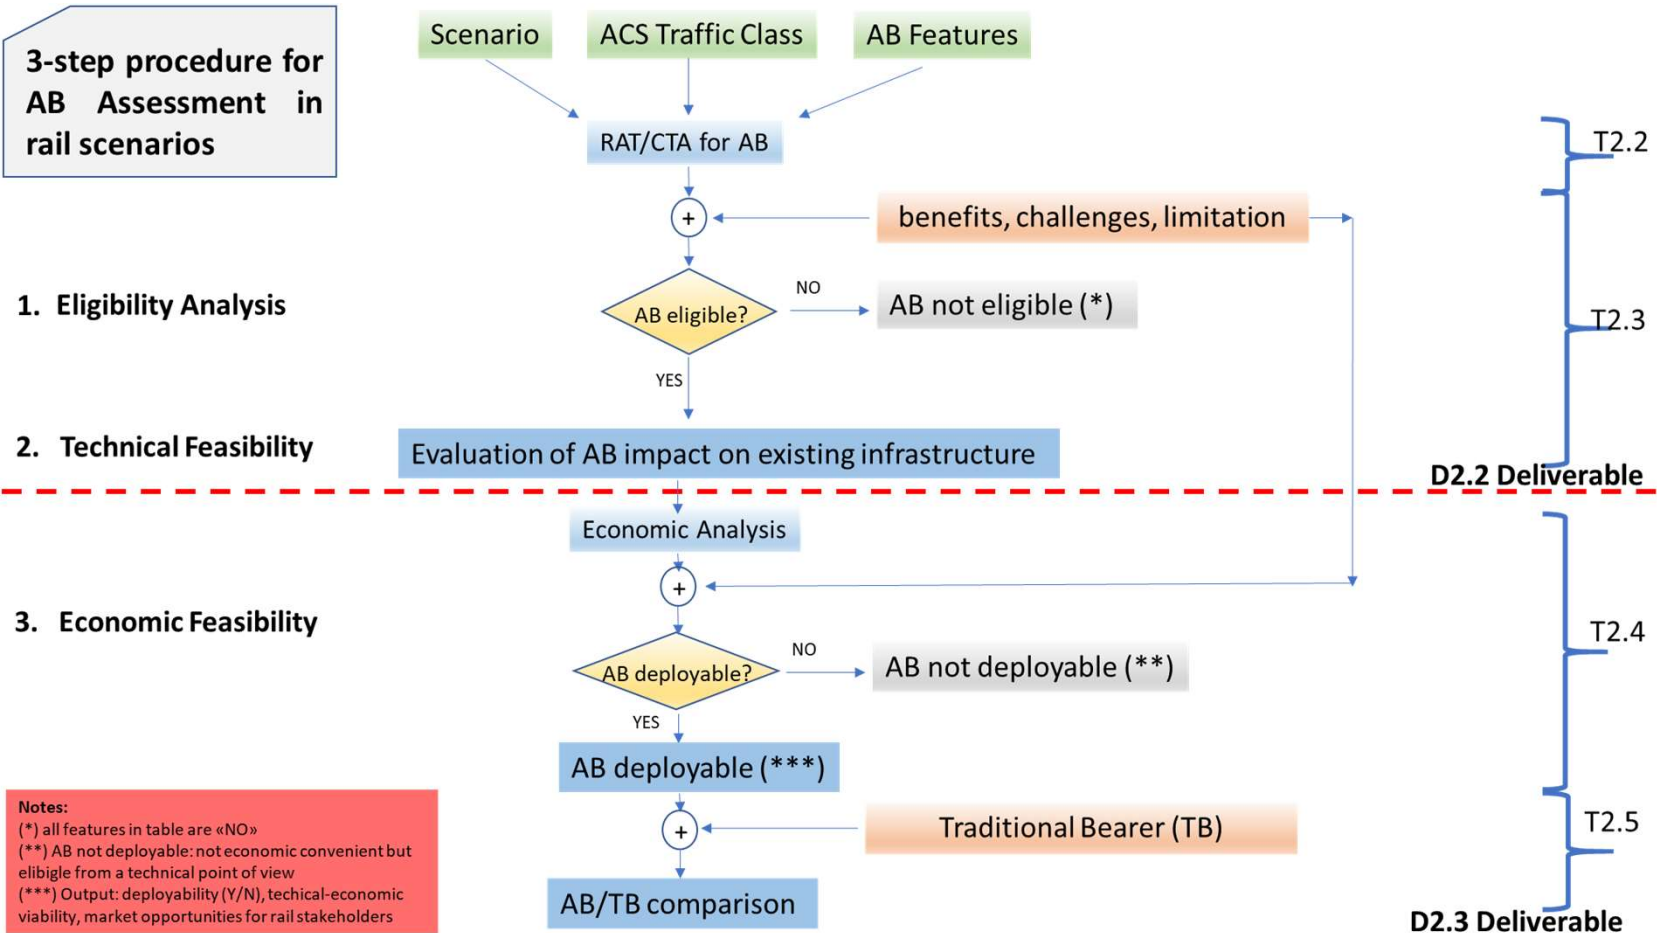 3-step procedure for
AB Assessment in
rail scenarios
Scenario
ACS Traffic Class
AB Features
RAT/CTA for AB
T2.2
+
benefits, challenges, limitation
1. Eligibility Analysis
AB eligible?
NO
AB not eligible (*)
T2.3
YES
2. Technical Feasibility
Evaluation of AB impact on existing infrastructure
D2.2 Deliverable
Economic Analysis
+
3. Economic Feasibility
T2.4
AB deployable?
NO
AB not deployable (**)
YES
AB deployable (***)
+
Traditional Bearer (TB)
T2.5
AB/TB comparison
D2.3 Deliverable
Notes:
(*) all features in table are «NO»
(**) AB not deployable: not economic convenient but
elibigle from a technical point of view
(***) Output: deployability (Y/N), techical-economic
viability, market opportunities for rail stakeholders